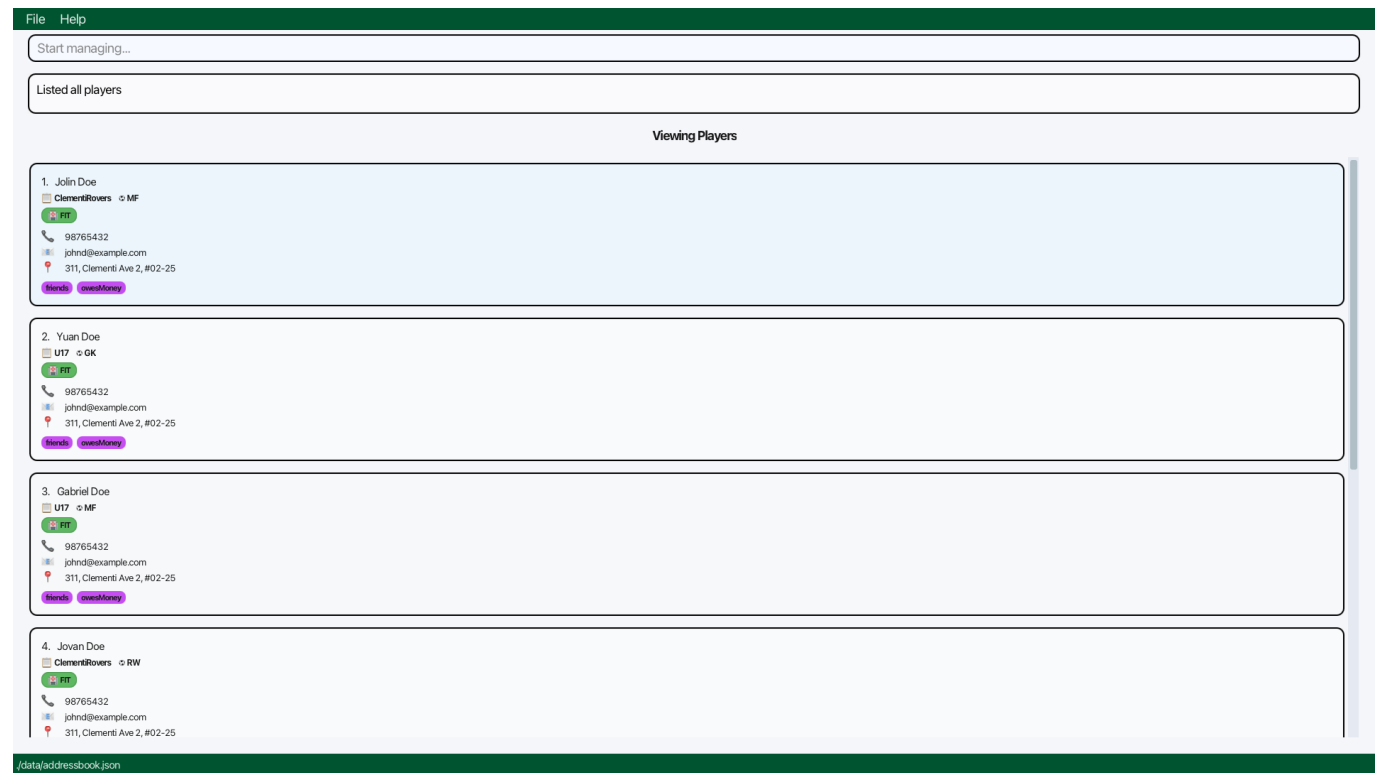 File Help
Start managing...
Listed all players
Viewing Players
1. Jolin Doe
ClementiRovers MF
FIT
98765432
johnd@example.com
311, Clementi Ave 2, #02-25
friends owesMoney
2. Yuan Doe
U17 GK
FIT
98765432
johnd@example.com
311, Clementi Ave 2, #02-25
friends owesMoney
3. Gabriel Doe
U17 MF
FIT
98765432
johnd@example.com
311, Clementi Ave 2, #02-25
friends owesMoney
4. Jovan Doe
ClementiRovers RW
FIT
98765432
johnd@example.com
311, Clementi Ave 2, #02-25
./data/addressbook.json